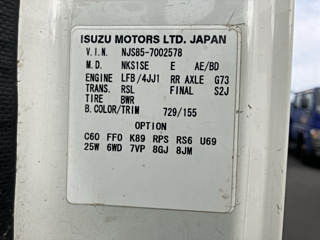 ISUZU MOTORS LTD. JAPAN
V.I.N. NJS85-7002578
M.D. NKS1SE E AE/BD
ENGINE LFB/4JJ1 RR AXLE G73
TRANS. RSL FINAL S2J
TIRE BWR
B.COLOR/TRIM 729/155
OPTION
C60 FF0 K89 RPS RS6 U69
25W 6WD 7VP 8GJ 8JM